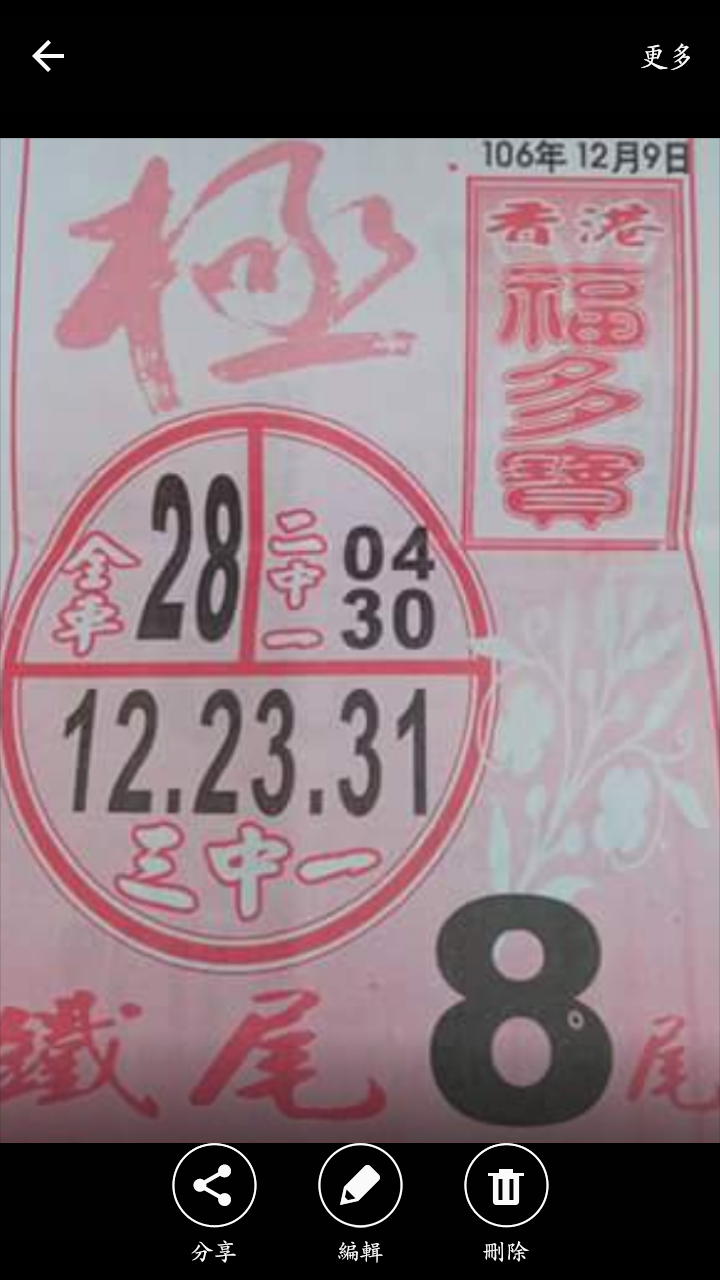 更多
106年12月9日
極
香港
福多寶
全車
28
二中一
04
30
12.23.31
三中一
鐵尾 8 尾
分享
編輯
刪除